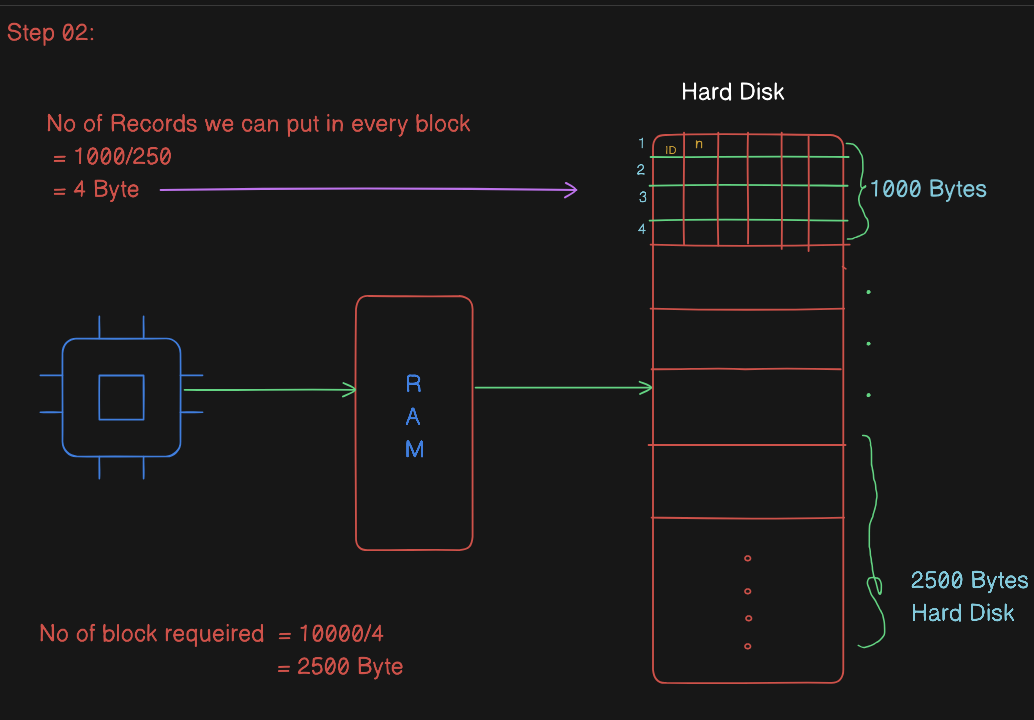 Step 02:
Hard Disk
No of Records we can put in every block
= 1000/250
= 4 Byte
1
ID
n
2
3
4
1000 Bytes
R
A
M
2500 Bytes
Hard Disk
No of block requeired = 10000/4
= 2500 Byte